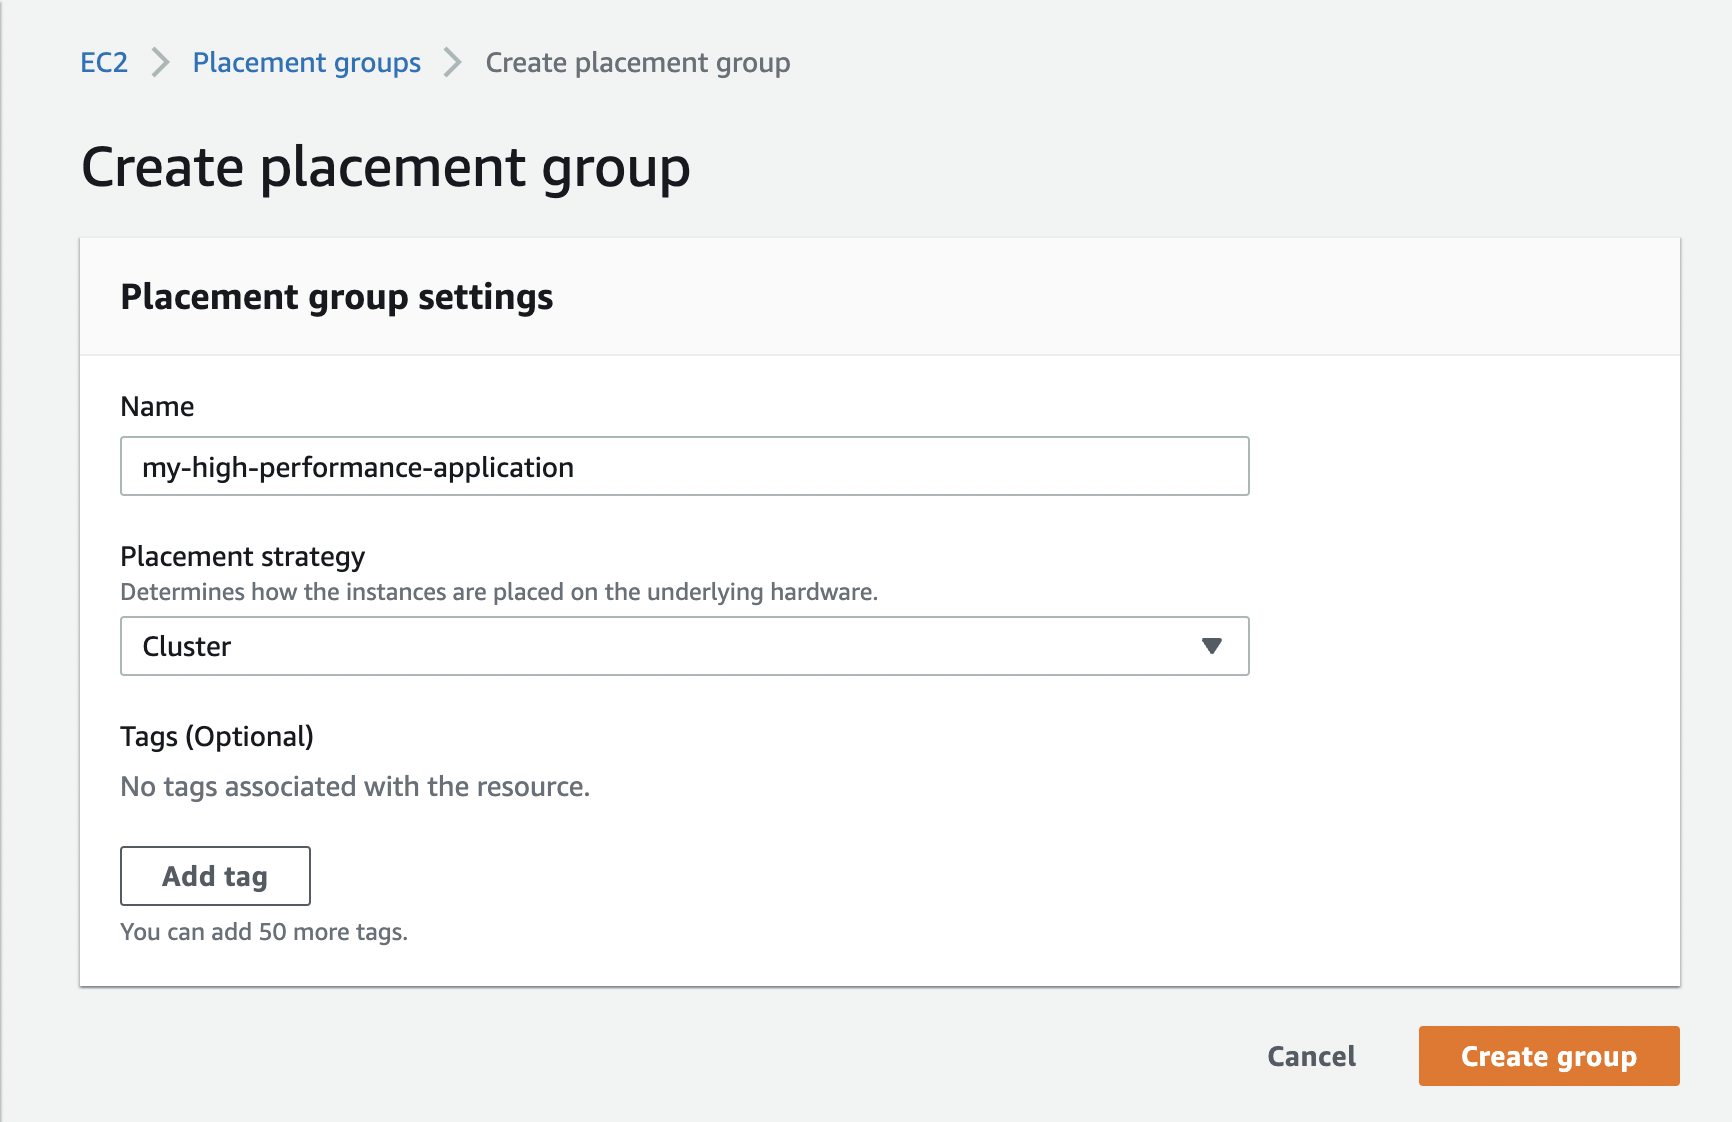 EC2 Placement groups Create placement group
Create placement group
Placement group settings
Name
my-high-performance-application
Placement strategy
Determines how the instances are placed on the underlying hardware.
Cluster
Tags (Optional)
No tags associated with the resource.
Add tag
You can add 50 more tags.
Cancel Create group